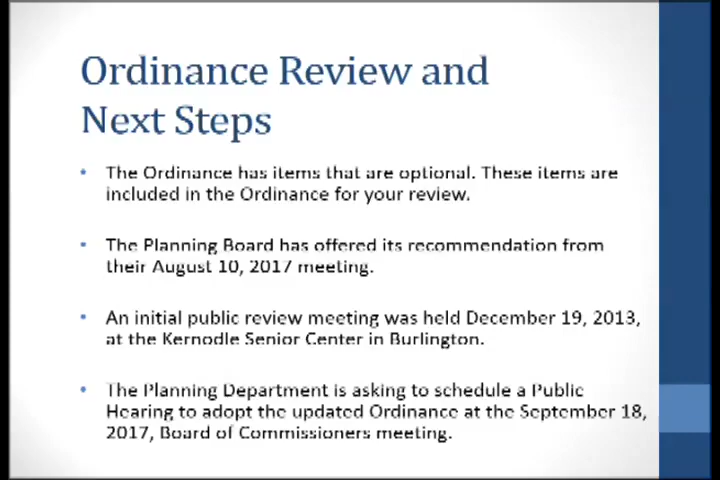 Ordinance Review and
Next Steps
• The Ordinance has items that are optional. These items are
included in the Ordinance for your review.
• The Planning Board has offered its recommendation from
their August 10, 2017 meeting.
• An initial public review meeting was held December 19, 2013,
at the Kernodle Senior Center in Burlington.
• The Planning Department is asking to schedule a Public
Hearing to adopt the updated Ordinance at the September 18,
2017, Board of Commissioners meeting.